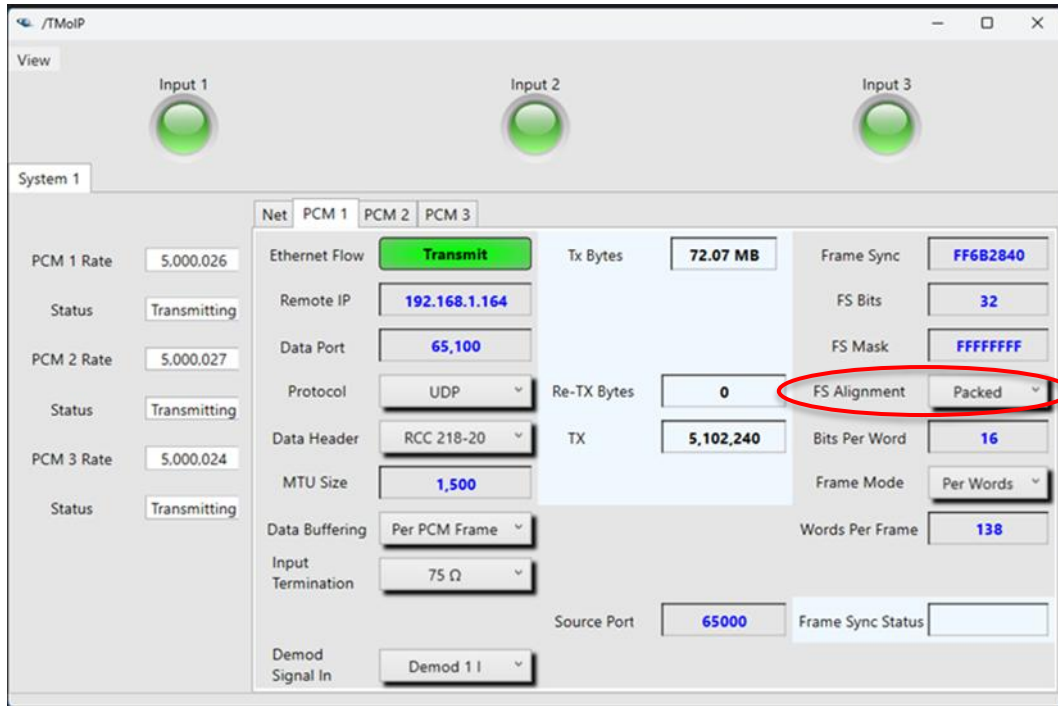 /TMoIP
View
Input 1 Input 2 Input 3
System 1
Net PCM 1 PCM 2 PCM 3
PCM 1 Rate 5,000,026
Status Transmitting
PCM 2 Rate 5,000,027
Status Transmitting
PCM 3 Rate 5,000,024
Status Transmitting
Ethernet Flow Transmit
Remote IP 192.168.1.164
Data Port 65,100
Protocol UDP
Data Header RCC 218-20
MTU Size 1,500
Data Buffering Per PCM Frame
Input
Termination 75 Ω
Demod
Signal In Demod 1 I
Tx Bytes 72.07 MB
Re-TX Bytes 0
TX 5,102,240
Source Port 65000
Frame Sync FF6B2840
FS Bits 32
FS Mask FFFFFFFF
FS Alignment Packed
Bits Per Word 16
Frame Mode Per Words
Words Per Frame 138
Frame Sync Status